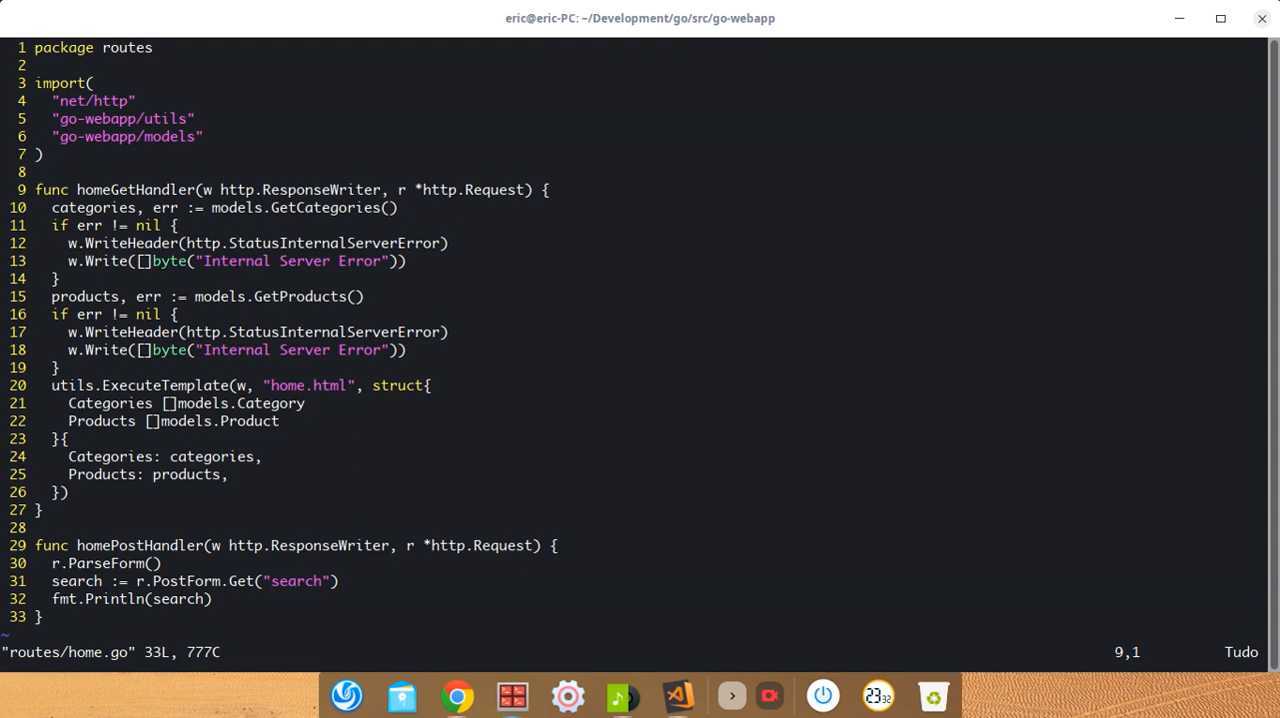 eric@eric-PC: ~/Development/go/src/go-webapp
1 package routes
2
3 import(
4   "net/http"
5   "go-webapp/utils"
6   "go-webapp/models"
7 )
8
9 func homeGetHandler(w http.ResponseWriter, r *http.Request) {
10   categories, err := models.GetCategories()
11   if err != nil {
12     w.WriteHeader(http.StatusInternalServerError)
13     w.Write([]byte("Internal Server Error"))
14   }
15   products, err := models.GetProducts()
16   if err != nil {
17     w.WriteHeader(http.StatusInternalServerError)
18     w.Write([]byte("Internal Server Error"))
19   }
20   utils.ExecuteTemplate(w, "home.html", struct{
21     Categories []models.Category
22     Products []models.Product
23   }{
24     Categories: categories,
25     Products: products,
26   })
27 }
28
29 func homePostHandler(w http.ResponseWriter, r *http.Request) {
30   r.ParseForm()
31   search := r.PostForm.Get("search")
32   fmt.Println(search)
33 }
~
"routes/home.go" 33L, 777C 9,1 Tudo
23 32